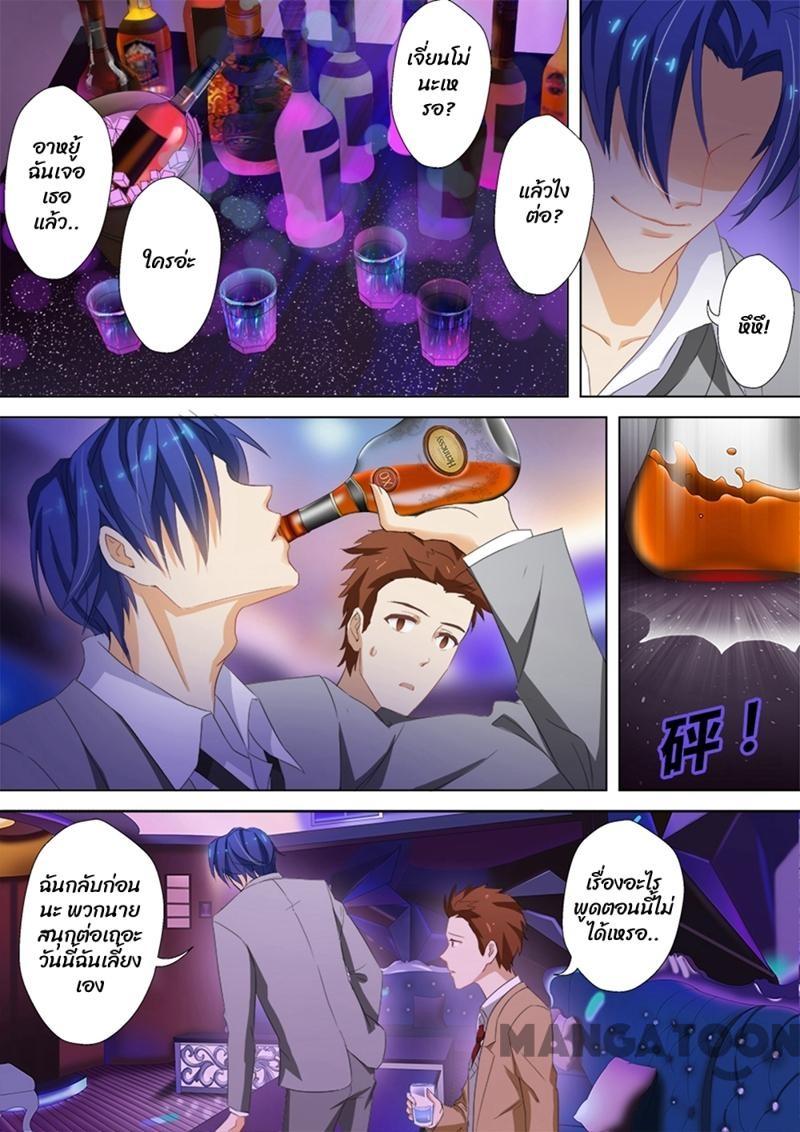 อาหยู้
ฉันเจอ
เธอ
แล้ว..
ใครอ่ะ
เจี่ยนโม่
นะเห
รอ?
แล้วไง
ต่อ?
หึหึ!
Hennessy
XO
砰！
ฉันกลับก่อน
นะ พวกนาย
สนุกต่อเถอะ
วันนี้ฉันเลี้ยง
เอง
เรื่องอะไร
พูดตอนนี้ไม่
ได้เหรอ..
MANGATOON